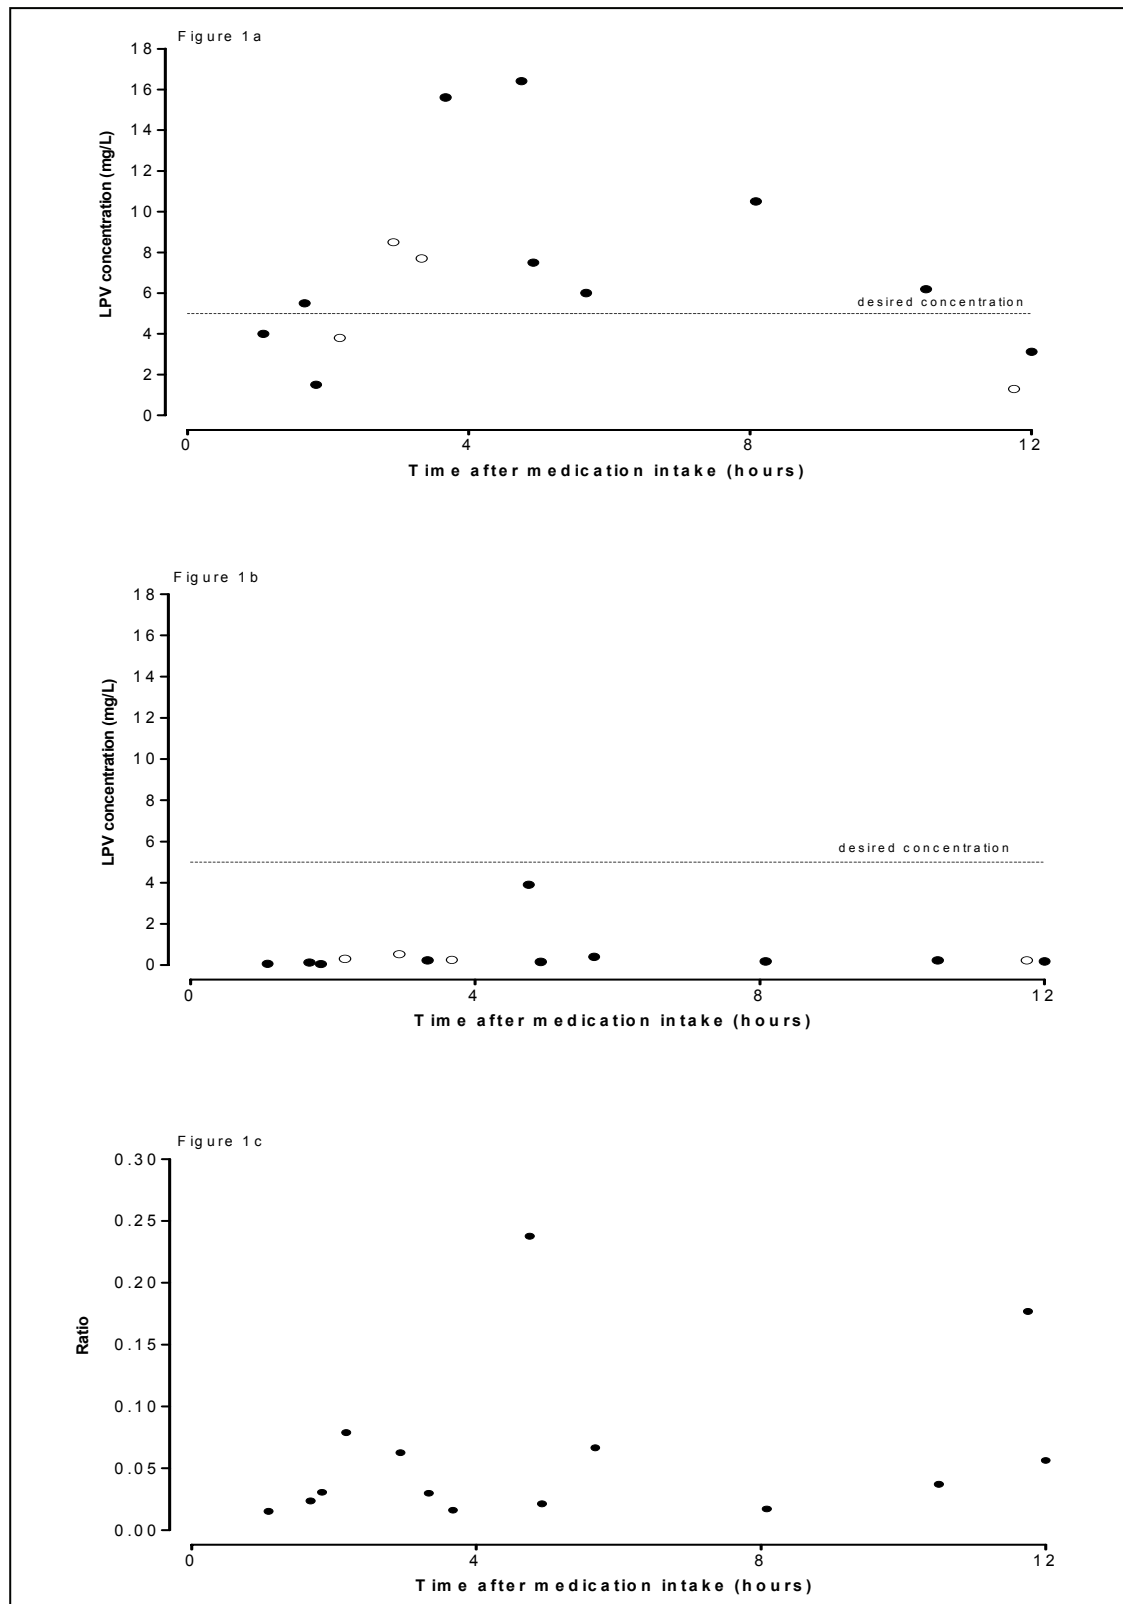 Figure 1a
18
16
14
12
10
8
6
4
2
0
LPV concentration (mg/L)
desired concentration
0 4 8 12
Time after medication intake (hours)
Figure 1b
18
16
14
12
10
8
6
4
2
0
LPV concentration (mg/L)
desired concentration
0 4 8 12
Time after medication intake (hours)
Figure 1c
0.30
0.25
0.20
0.15
0.10
0.05
0.00
Ratio
0 4 8 12
Time after medication intake (hours)